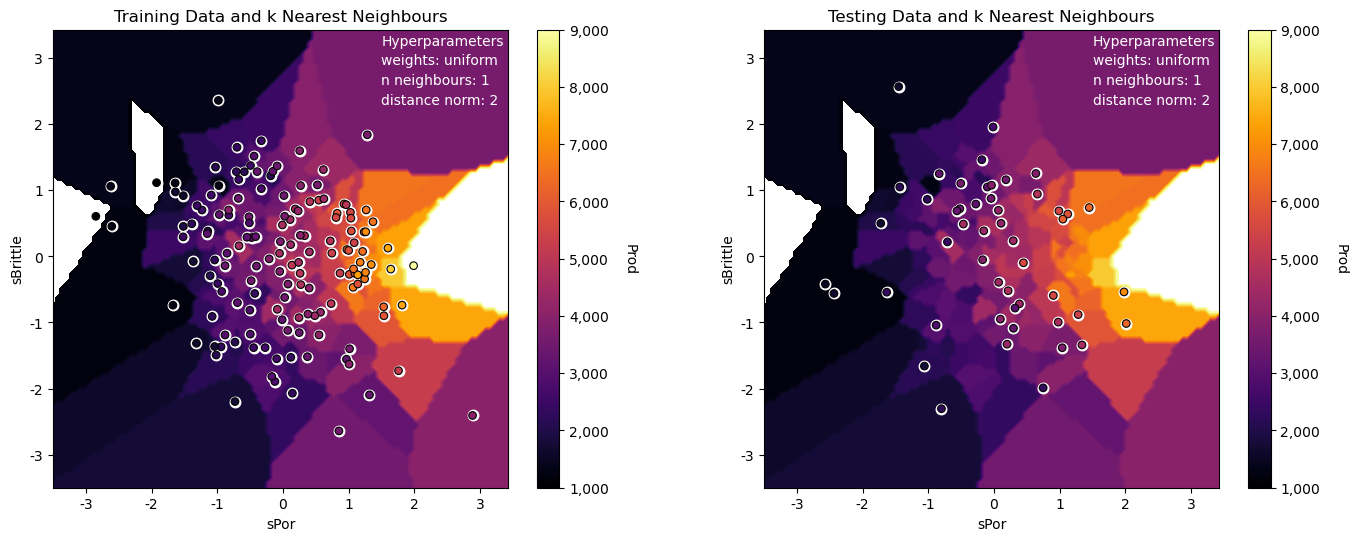 Training Data and k Nearest Neighbours
Hyperparameters
weights: uniform
n neighbours: 1
distance norm: 2
3
2
1
0
-1
-2
-3
sBrittle
-3
-2
-1
0
1
2
3
sPor
9,000
8,000
7,000
6,000
5,000
4,000
3,000
2,000
1,000
Prod
Testing Data and k Nearest Neighbours
Hyperparameters
weights: uniform
n neighbours: 1
distance norm: 2
3
2
1
0
-1
-2
-3
sBrittle
-3
-2
-1
0
1
2
3
sPor
9,000
8,000
7,000
6,000
5,000
4,000
3,000
2,000
1,000
Prod